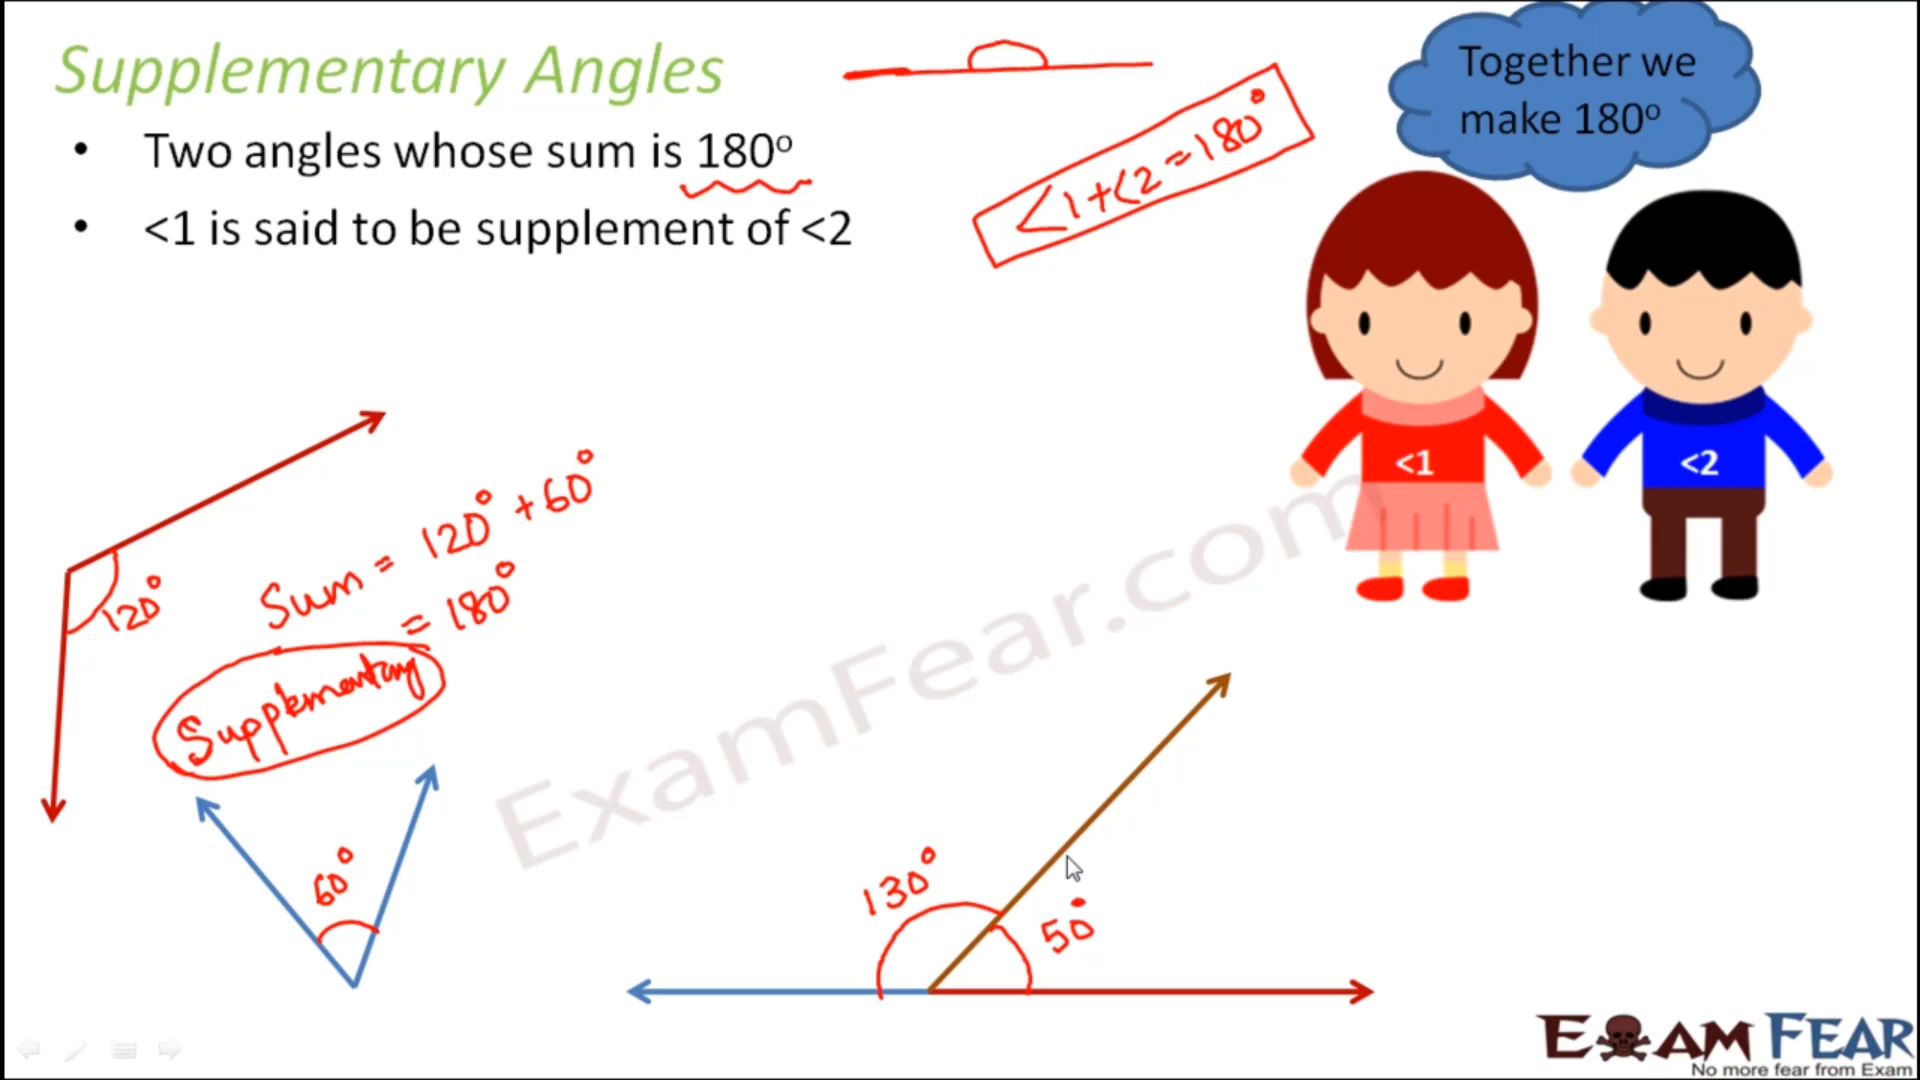 Supplementary Angles
• Two angles whose sum is 180º
• <1 is said to be supplement of <2
<1+<2=180°
Together we
make 180º
<1
<2
120°
Sum = 120° + 60°
= 180°
Supplementary
60°
130°
50°
ExamFear.com
EXAM FEAR
No more fear from Exam